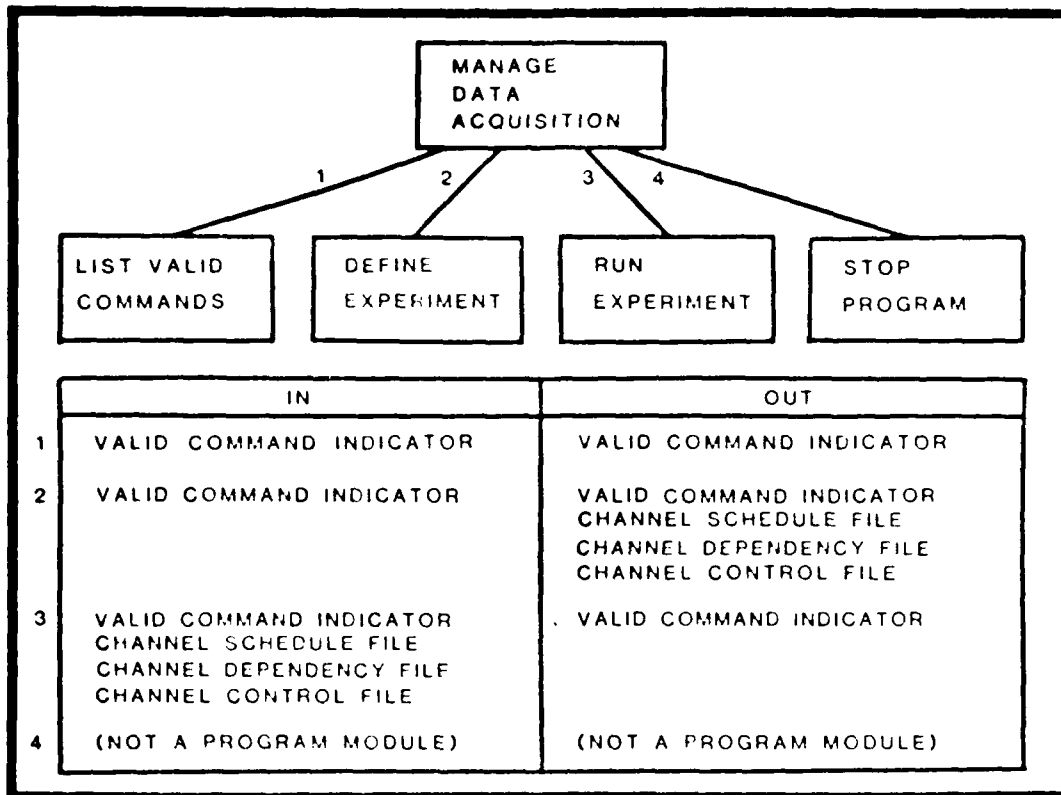 MANAGE
DATA
ACQUISITION
1
2
3
4
LIST VALID
COMMANDS
DEFINE
EXPERIMENT
RUN
EXPERIMENT
STOP
PROGRAM
IN
OUT
1 VALID COMMAND INDICATOR VALID COMMAND INDICATOR
2 VALID COMMAND INDICATOR VALID COMMAND INDICATOR
CHANNEL SCHEDULE FILE
CHANNEL DEPENDENCY FILE
CHANNEL CONTROL FILE
3 VALID COMMAND INDICATOR VALID COMMAND INDICATOR
CHANNEL SCHEDULE FILE
CHANNEL DEPENDENCY FILE
CHANNEL CONTROL FILE
4 (NOT A PROGRAM MODULE) (NOT A PROGRAM MODULE)